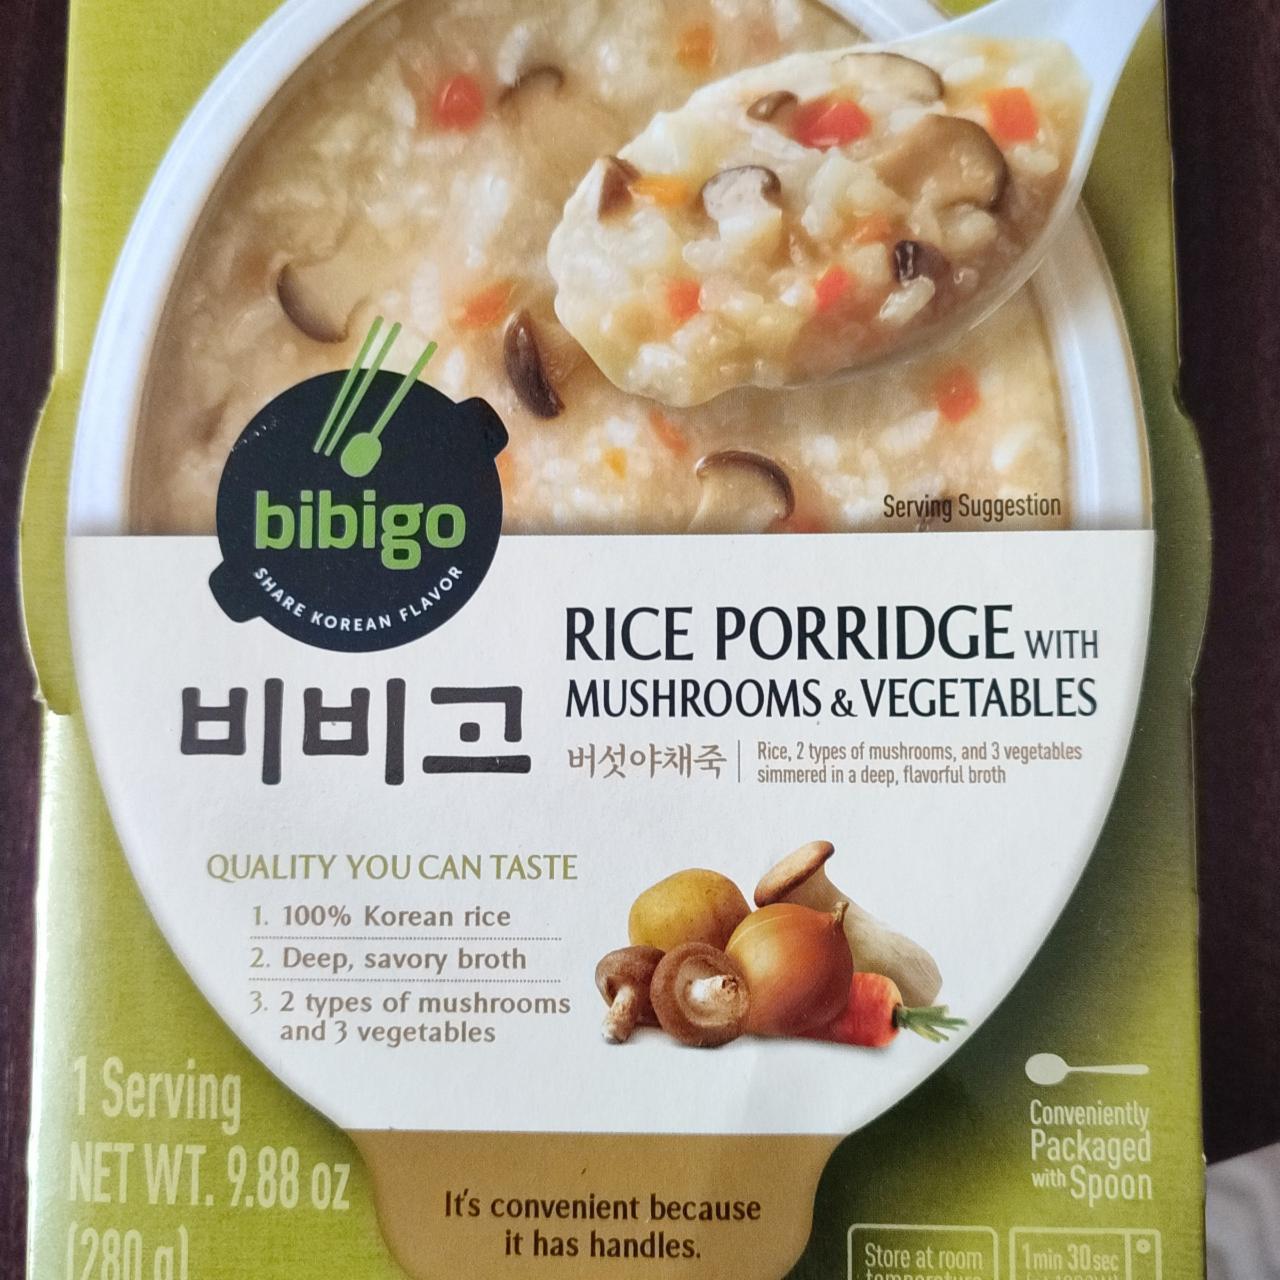 Serving Suggestion
bibigo
SHARE KOREAN FLAVOR
비비고
RICE PORRIDGE WITH
MUSHROOMS & VEGETABLES
버섯야채죽
Rice, 2 types of mushrooms, and 3 vegetables
simmered in a deep, flavorful broth
QUALITY YOU CAN TASTE
1. 100% Korean rice
2. Deep, savory broth
3. 2 types of mushrooms
and 3 vegetables
1 Serving
NET WT. 9.88 OZ
(280 g)
Conveniently
Packaged
with Spoon
It's convenient because
it has handles.
Store at room
temperature
1min 30sec